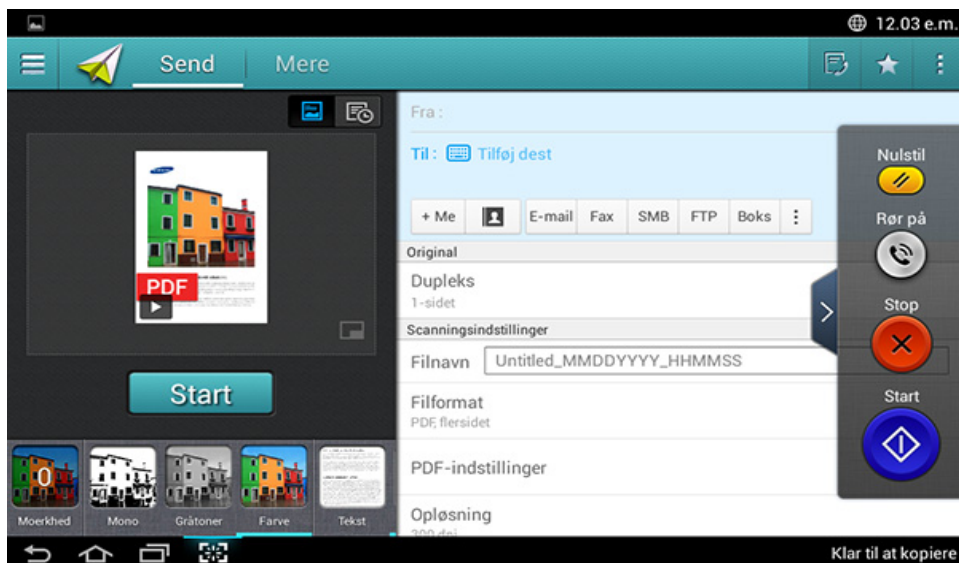 12.03 e.m.
Send
Mere
Fra :
Til : Tilføj dest
+ Me
E-mail
Fax
SMB
FTP
Boks
Original
Dupleks
1-sidet
Scanningsindstillinger
Filnavn
Untitled_MMDDYYYY_HHMMSS
Filformat
PDF, flersidet
PDF-indstillinger
Opløsning
PDF
Start
0
Moerkhed
Mono
Gråtoner
Farve
Tekst
Nulstil
Rør på
Stop
Start
Klar til at kopiere